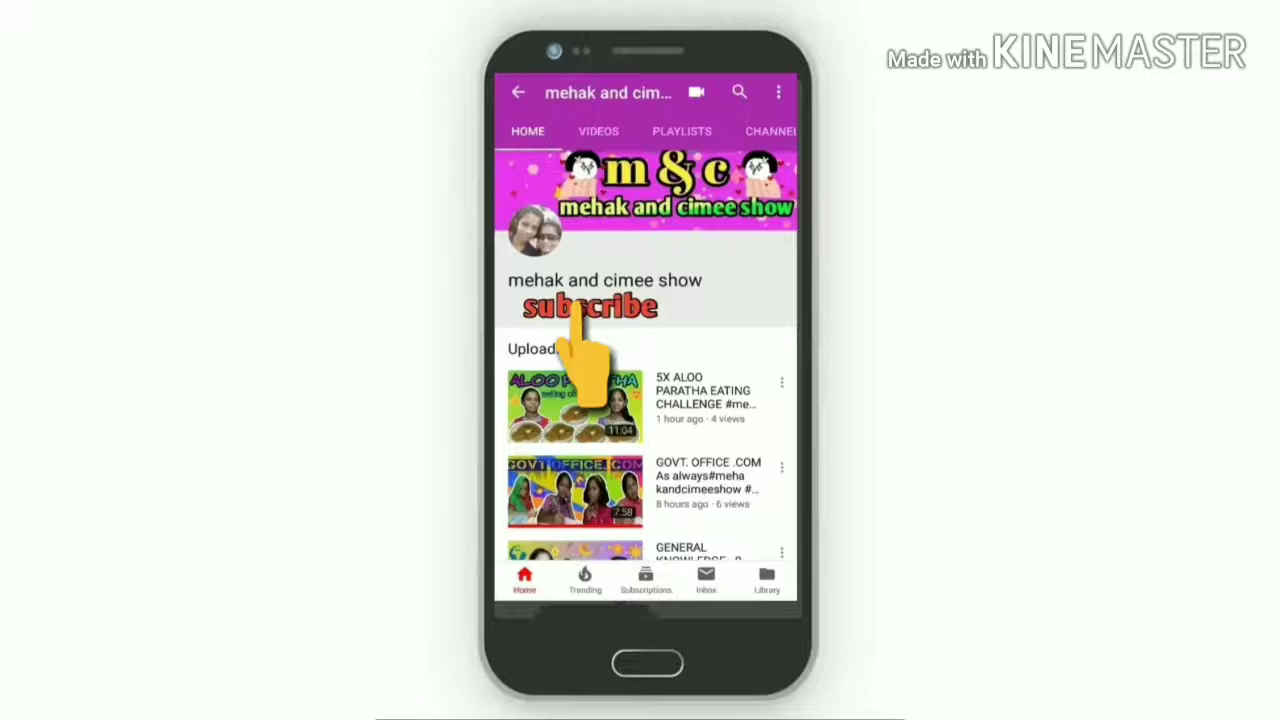 Made with KINEMASTER
mehak and cim...
HOME VIDEOS PLAYLISTS CHANNEL
m & c
mehak and cimee show
mehak and cimee show
subscribe
Upload
ALOO PARATHA
5X ALOO
PARATHA EATING
CHALLENGE #me...
1 hour ago · 4 views
11:04
GOVT. OFFICE .COM
GOVT. OFFICE .COM
As always#meha
kandcimeeshow #...
8 hours ago · 6 views
7:58
GENERAL
Home Trending Subscriptions Inbox Library